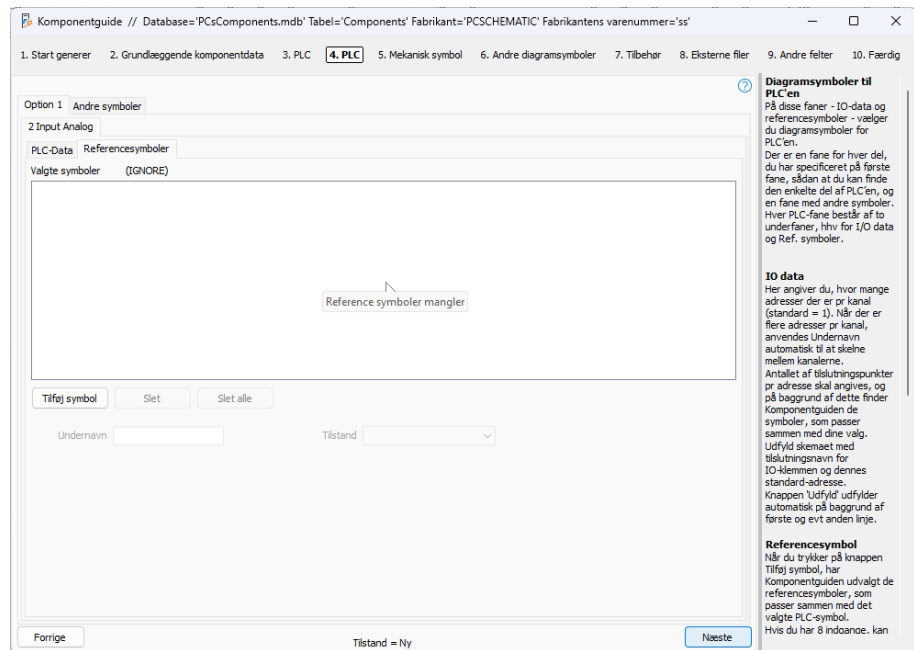 Komponentguide // Database='PCsComponents.mdb' Tabel='Components' Fabrikant='PCSCHEMATIC' Fabrikantens varenummer='ss'
1. Start generer 2. Grundlæggende komponentdata 3. PLC 4. PLC 5. Mekanisk symbol 6. Andre diagramsymboler 7. Tilbehør 8. Eksterne filer 9. Andre felter 10. Færdig
?
Option 1 Andre symboler
2 Input Analog
PLC-Data Referencesymboler
Valgte symboler (IGNORE)
Reference symboler mangler
Tilføj symbol Slet Slet alle
Undernavn Tilstand
Forrige Tilstand = Ny Næste
Diagramsymboler til
PLC'en
På disse faner - IO-data og
referencesymboler - vælger
du diagramsymboler for
PLC'en.
Der er en fane for hver del,
du har specificeret på første
fane, sådan at du kan finde
den enkelte del af PLC'en, og
en fane med andre symboler.
Hver PLC-fane består af to
underfaner, hhv for I/O data
og Ref. symboler.
IO data
Her angiver du, hvor mange
adresser der er pr kanal
(standard = 1). Når der er
flere adresser pr kanal,
anvendes Undernavn
automatisk til at skelne
mellem kanalerne.
Antallet af tilslutningspunkter
pr adresse skal angives, og
på baggrund af dette finder
Komponentguiden de
symboler, som passer
sammen med dine valg.
Udfyld skemaet med
tilslutningsnavn for
IO-klemmen og dennes
standard-adresse.
Knappen 'Udfyld' udfylder
automatisk på baggrund af
første og evt anden linje.
Referencesymbol
Når du trykker på knappen
Tilføj symbol, har
Komponentguiden udvalgt de
referencesymboler, som
passer sammen med det
valgte PLC-symbol.
Hvis du har 8 indgange, kan